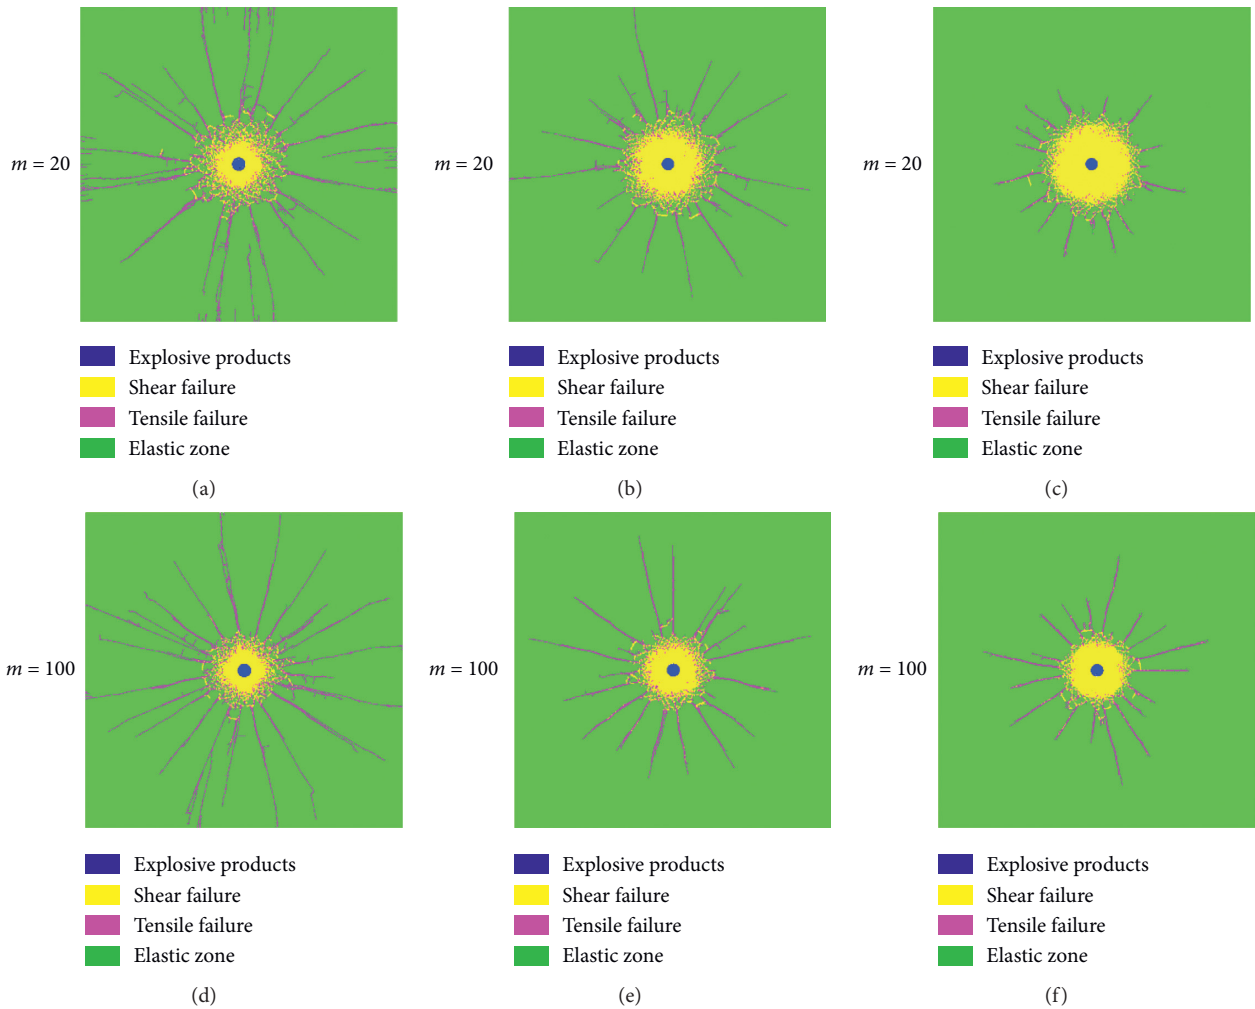 m = 20
m = 20
m = 20
Explosive products
Shear failure
Tensile failure
Elastic zone
(a)
Explosive products
Shear failure
Tensile failure
Elastic zone
(b)
Explosive products
Shear failure
Tensile failure
Elastic zone
(c)
m = 100
m = 100
m = 100
Explosive products
Shear failure
Tensile failure
Elastic zone
(d)
Explosive products
Shear failure
Tensile failure
Elastic zone
(e)
Explosive products
Shear failure
Tensile failure
Elastic zone
(f)